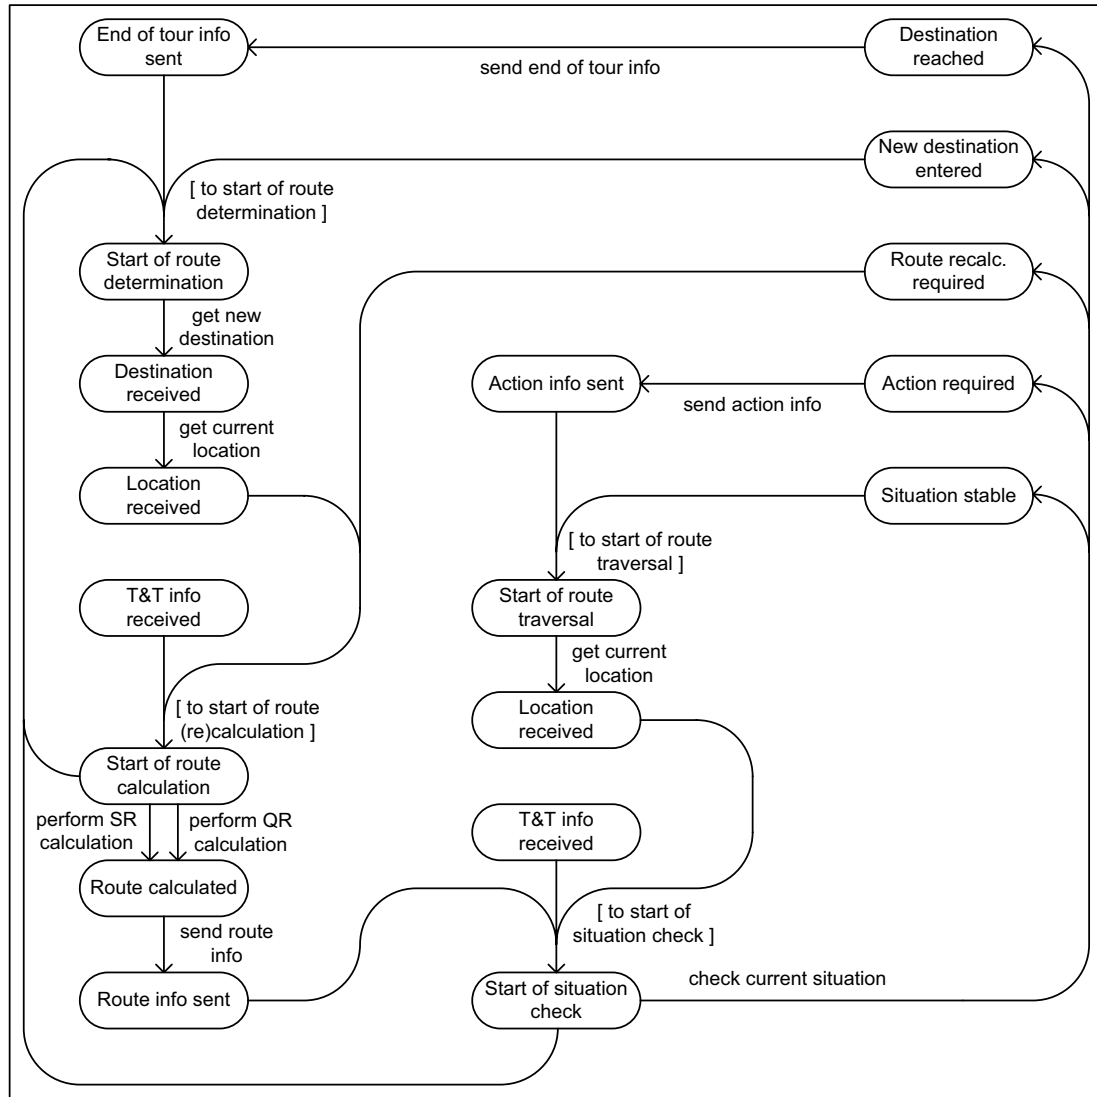 End of tour info
sent
Destination
reached
send end of tour info
New destination
entered
[ to start of route
determination ]
Start of route
determination
Route recalc.
required
get new
destination
Destination
received
Action info sent
Action required
send action info
get current
location
Location
received
Situation stable
[ to start of route
traversal ]
T&T info
received
Start of route
traversal
get current
location
[ to start of route
(re)calculation ]
Location
received
Start of route
calculation
perform SR
calculation
perform QR
calculation
T&T info
received
Route calculated
[ to start of
situation check ]
send route
info
Route info sent
Start of situation
check
check current situation